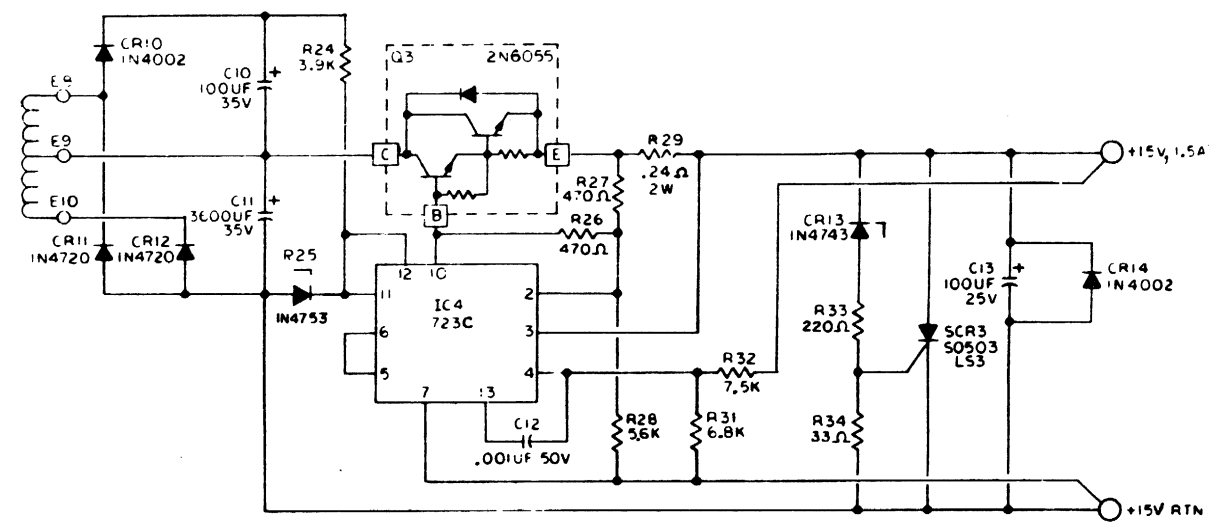 CR10
1N4002
C10
100UF
35V
R24
3.9K
Q3
2N6055
E8
E9
E10
C
E
B
R29
.24Ω
2W
R27
470Ω
R26
470Ω
+15V, 1.5A
C11
3600UF
35V
CR11
1N4720
CR12
1N4720
R25
1N4753
12
10
11
IC4
723C
6
5
2
3
4
7
13
CR13
1N4743
C13
100UF
25V
CR14
1N4002
R33
220Ω
SCR3
S0503
LS3
R32
7.5K
C12
.001UF 50V
R28
5.6K
R31
6.8K
R34
33Ω
+15V RTN
+
+
+